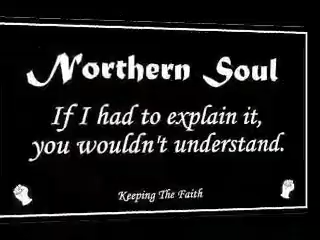 Northern Soul
If I had to explain it,
you wouldn't understand.
Keeping The Faith